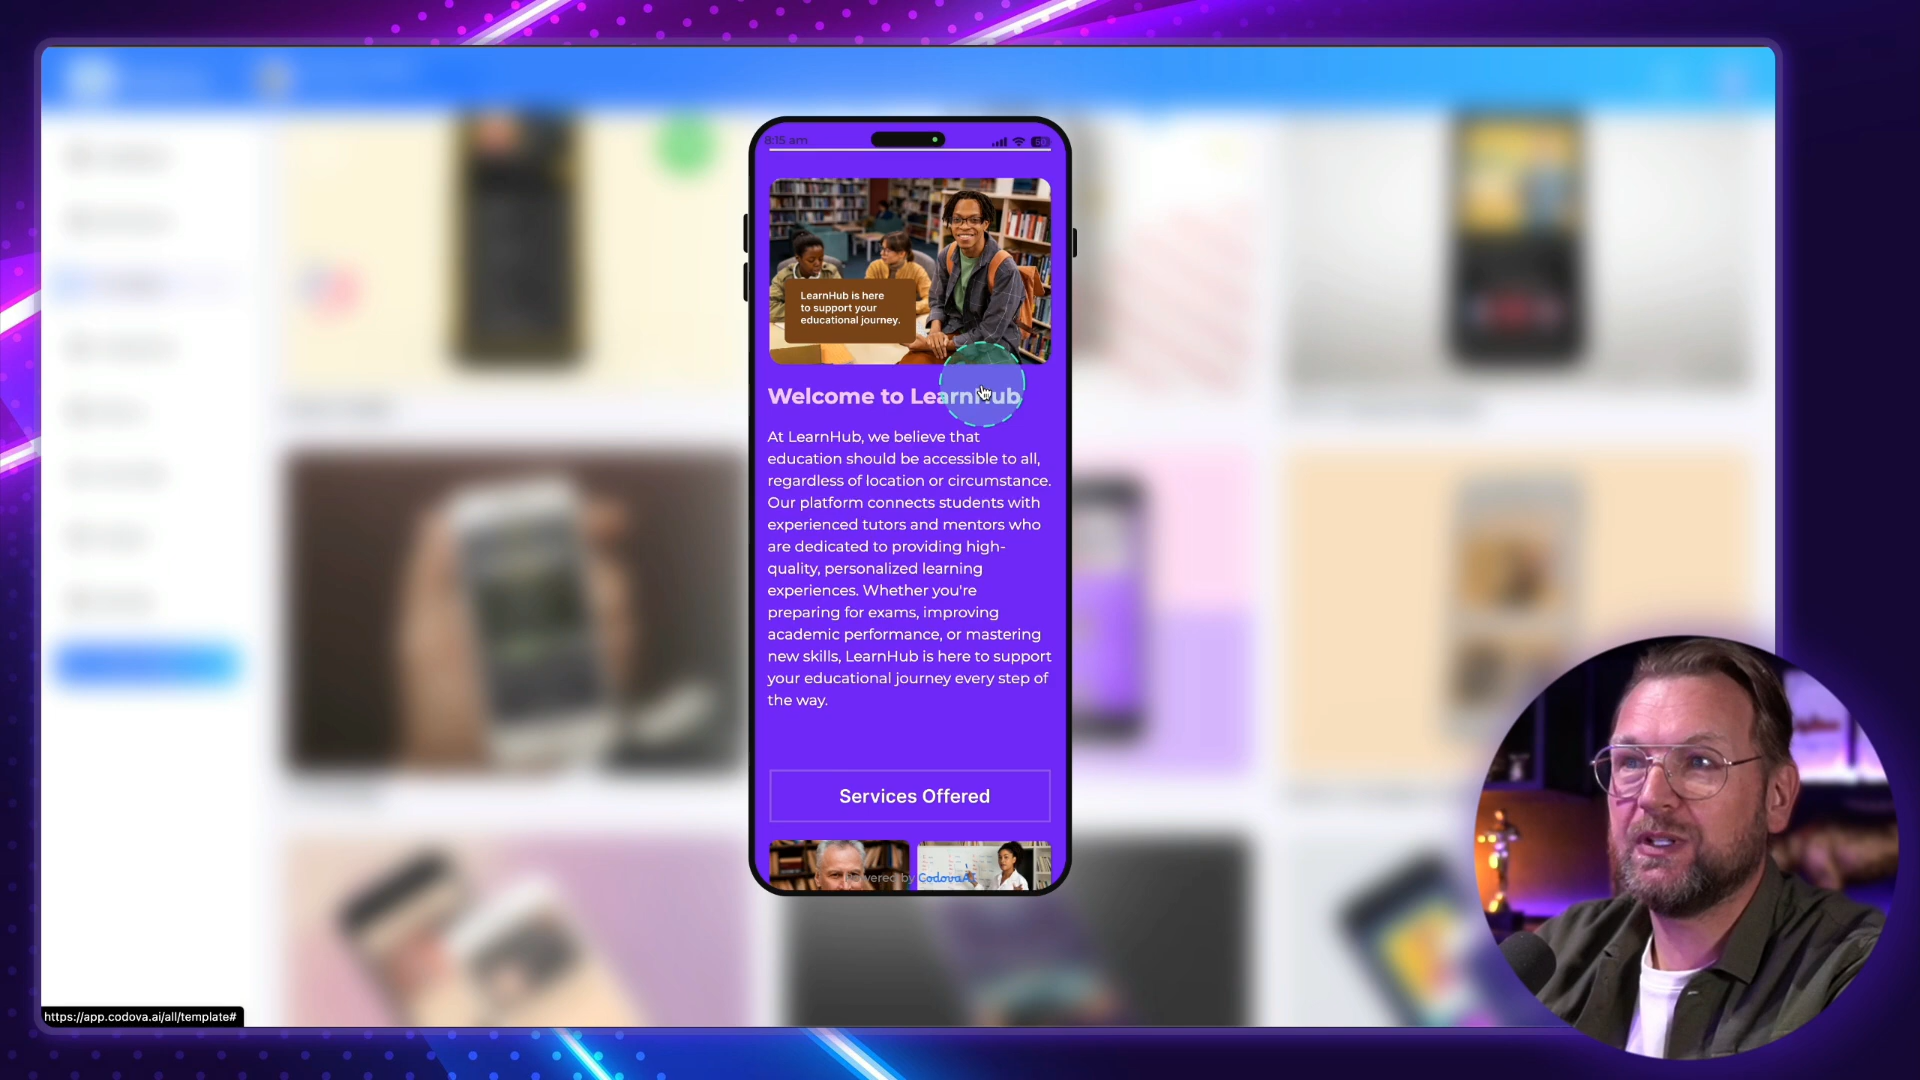 8:15 am
50
LearnHub is here
to support your
educational journey.
Welcome to LearnHub
At LearnHub, we believe that
education should be accessible to all,
regardless of location or circumstance.
Our platform connects students with
experienced tutors and mentors who
are dedicated to providing high-
quality, personalized learning
experiences. Whether you're
preparing for exams, improving
academic performance, or mastering
new skills, LearnHub is here to support
your educational journey every step of
the way.
Services Offered
Powered by CodovaAI
https://app.codova.ai/all/template#